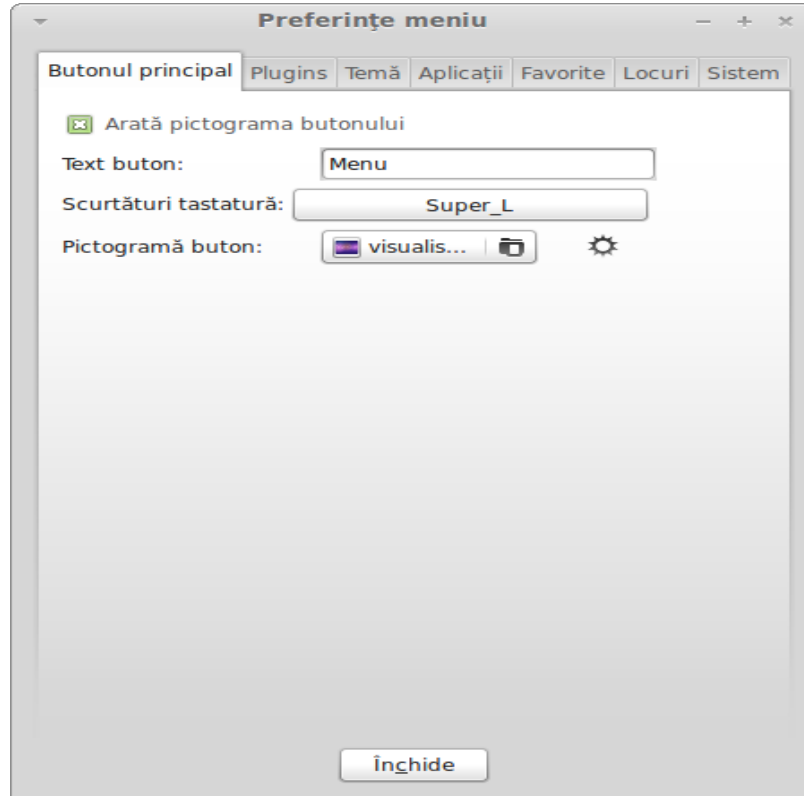 Preferinţe meniu
Butonul principal Plugins Temă Aplicații Favorite Locuri Sistem
Arată pictograma butonului
Text buton: Menu
Scurtături tastatură: Super_L
Pictogramă buton: visualis...
Închide